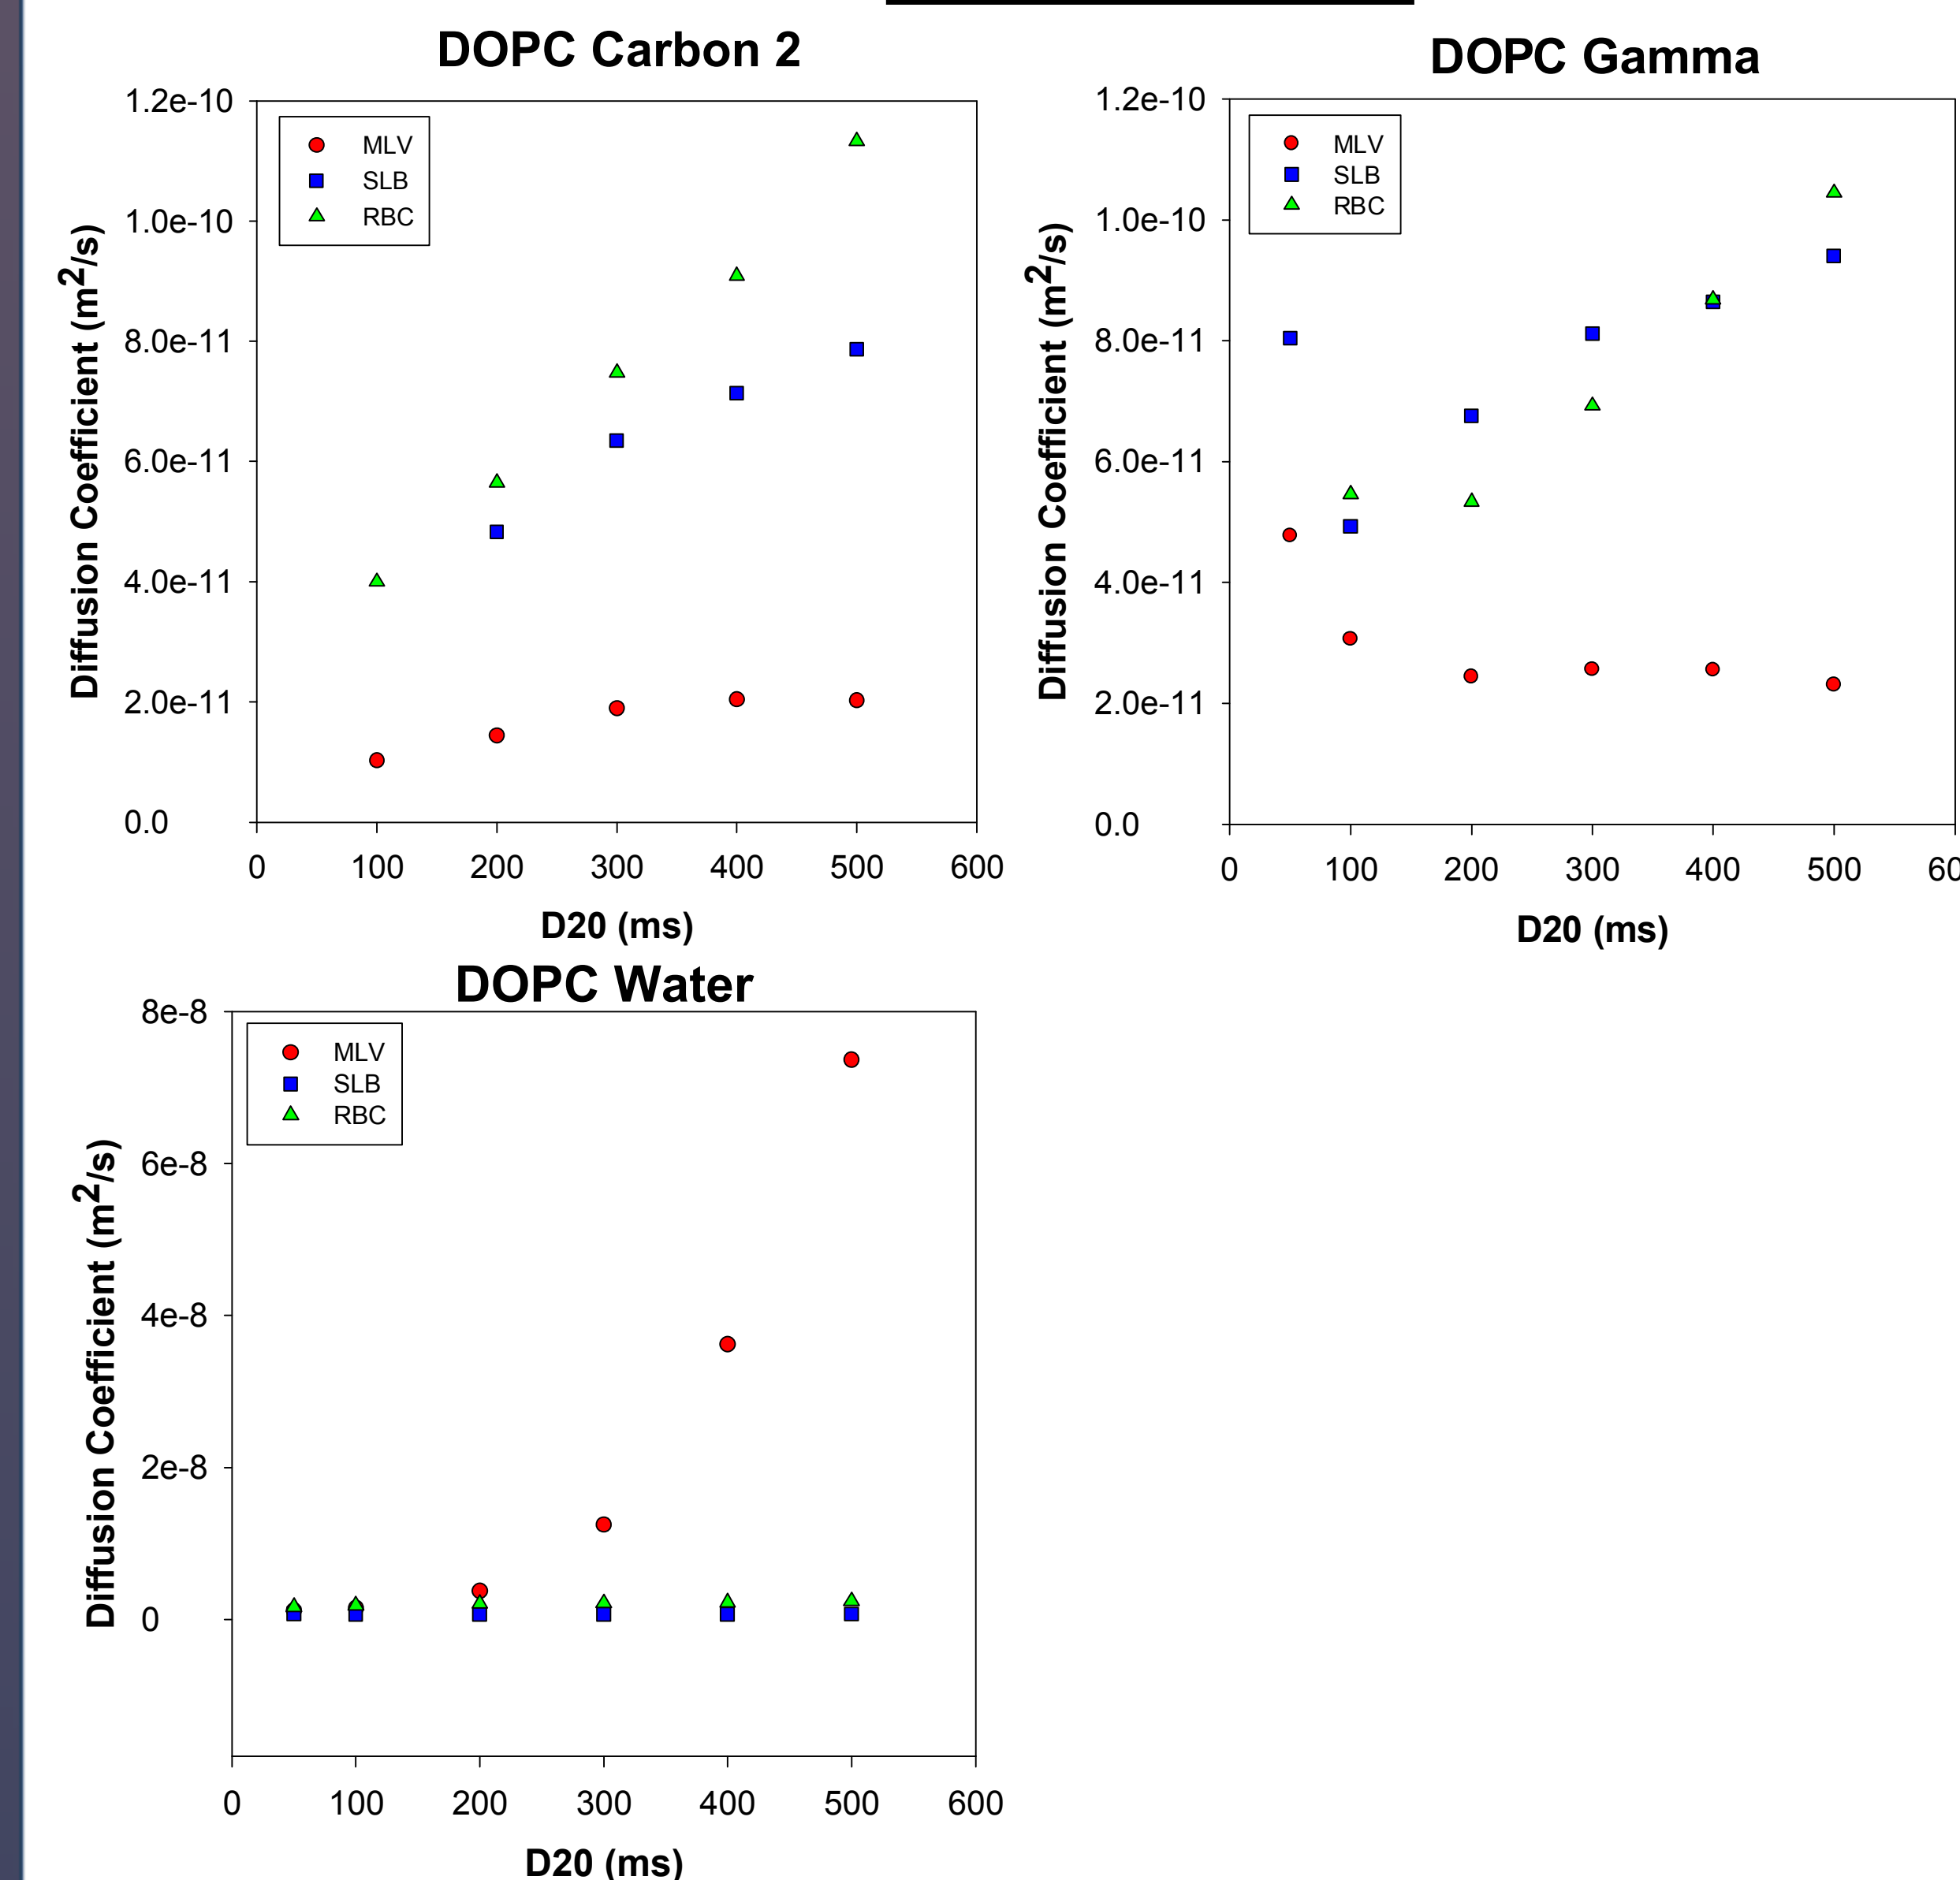 DOPC Carbon 2
1.2e-10
1.0e-10
8.0e-11
6.0e-11
4.0e-11
2.0e-11
0.0
Diffusion Coefficient (m2/s)
MLV
SLB
RBC
0 100 200 300 400 500 600
D20 (ms)
DOPC Gamma
1.2e-10
1.0e-10
8.0e-11
6.0e-11
4.0e-11
2.0e-11
0.0
Diffusion Coefficient (m2/s)
MLV
SLB
RBC
0 100 200 300 400 500 60
D20 (ms)
DOPC Water
8e-8
6e-8
4e-8
2e-8
0
Diffusion Coefficient (m2/s)
MLV
SLB
RBC
0 100 200 300 400 500 600
D20 (ms)